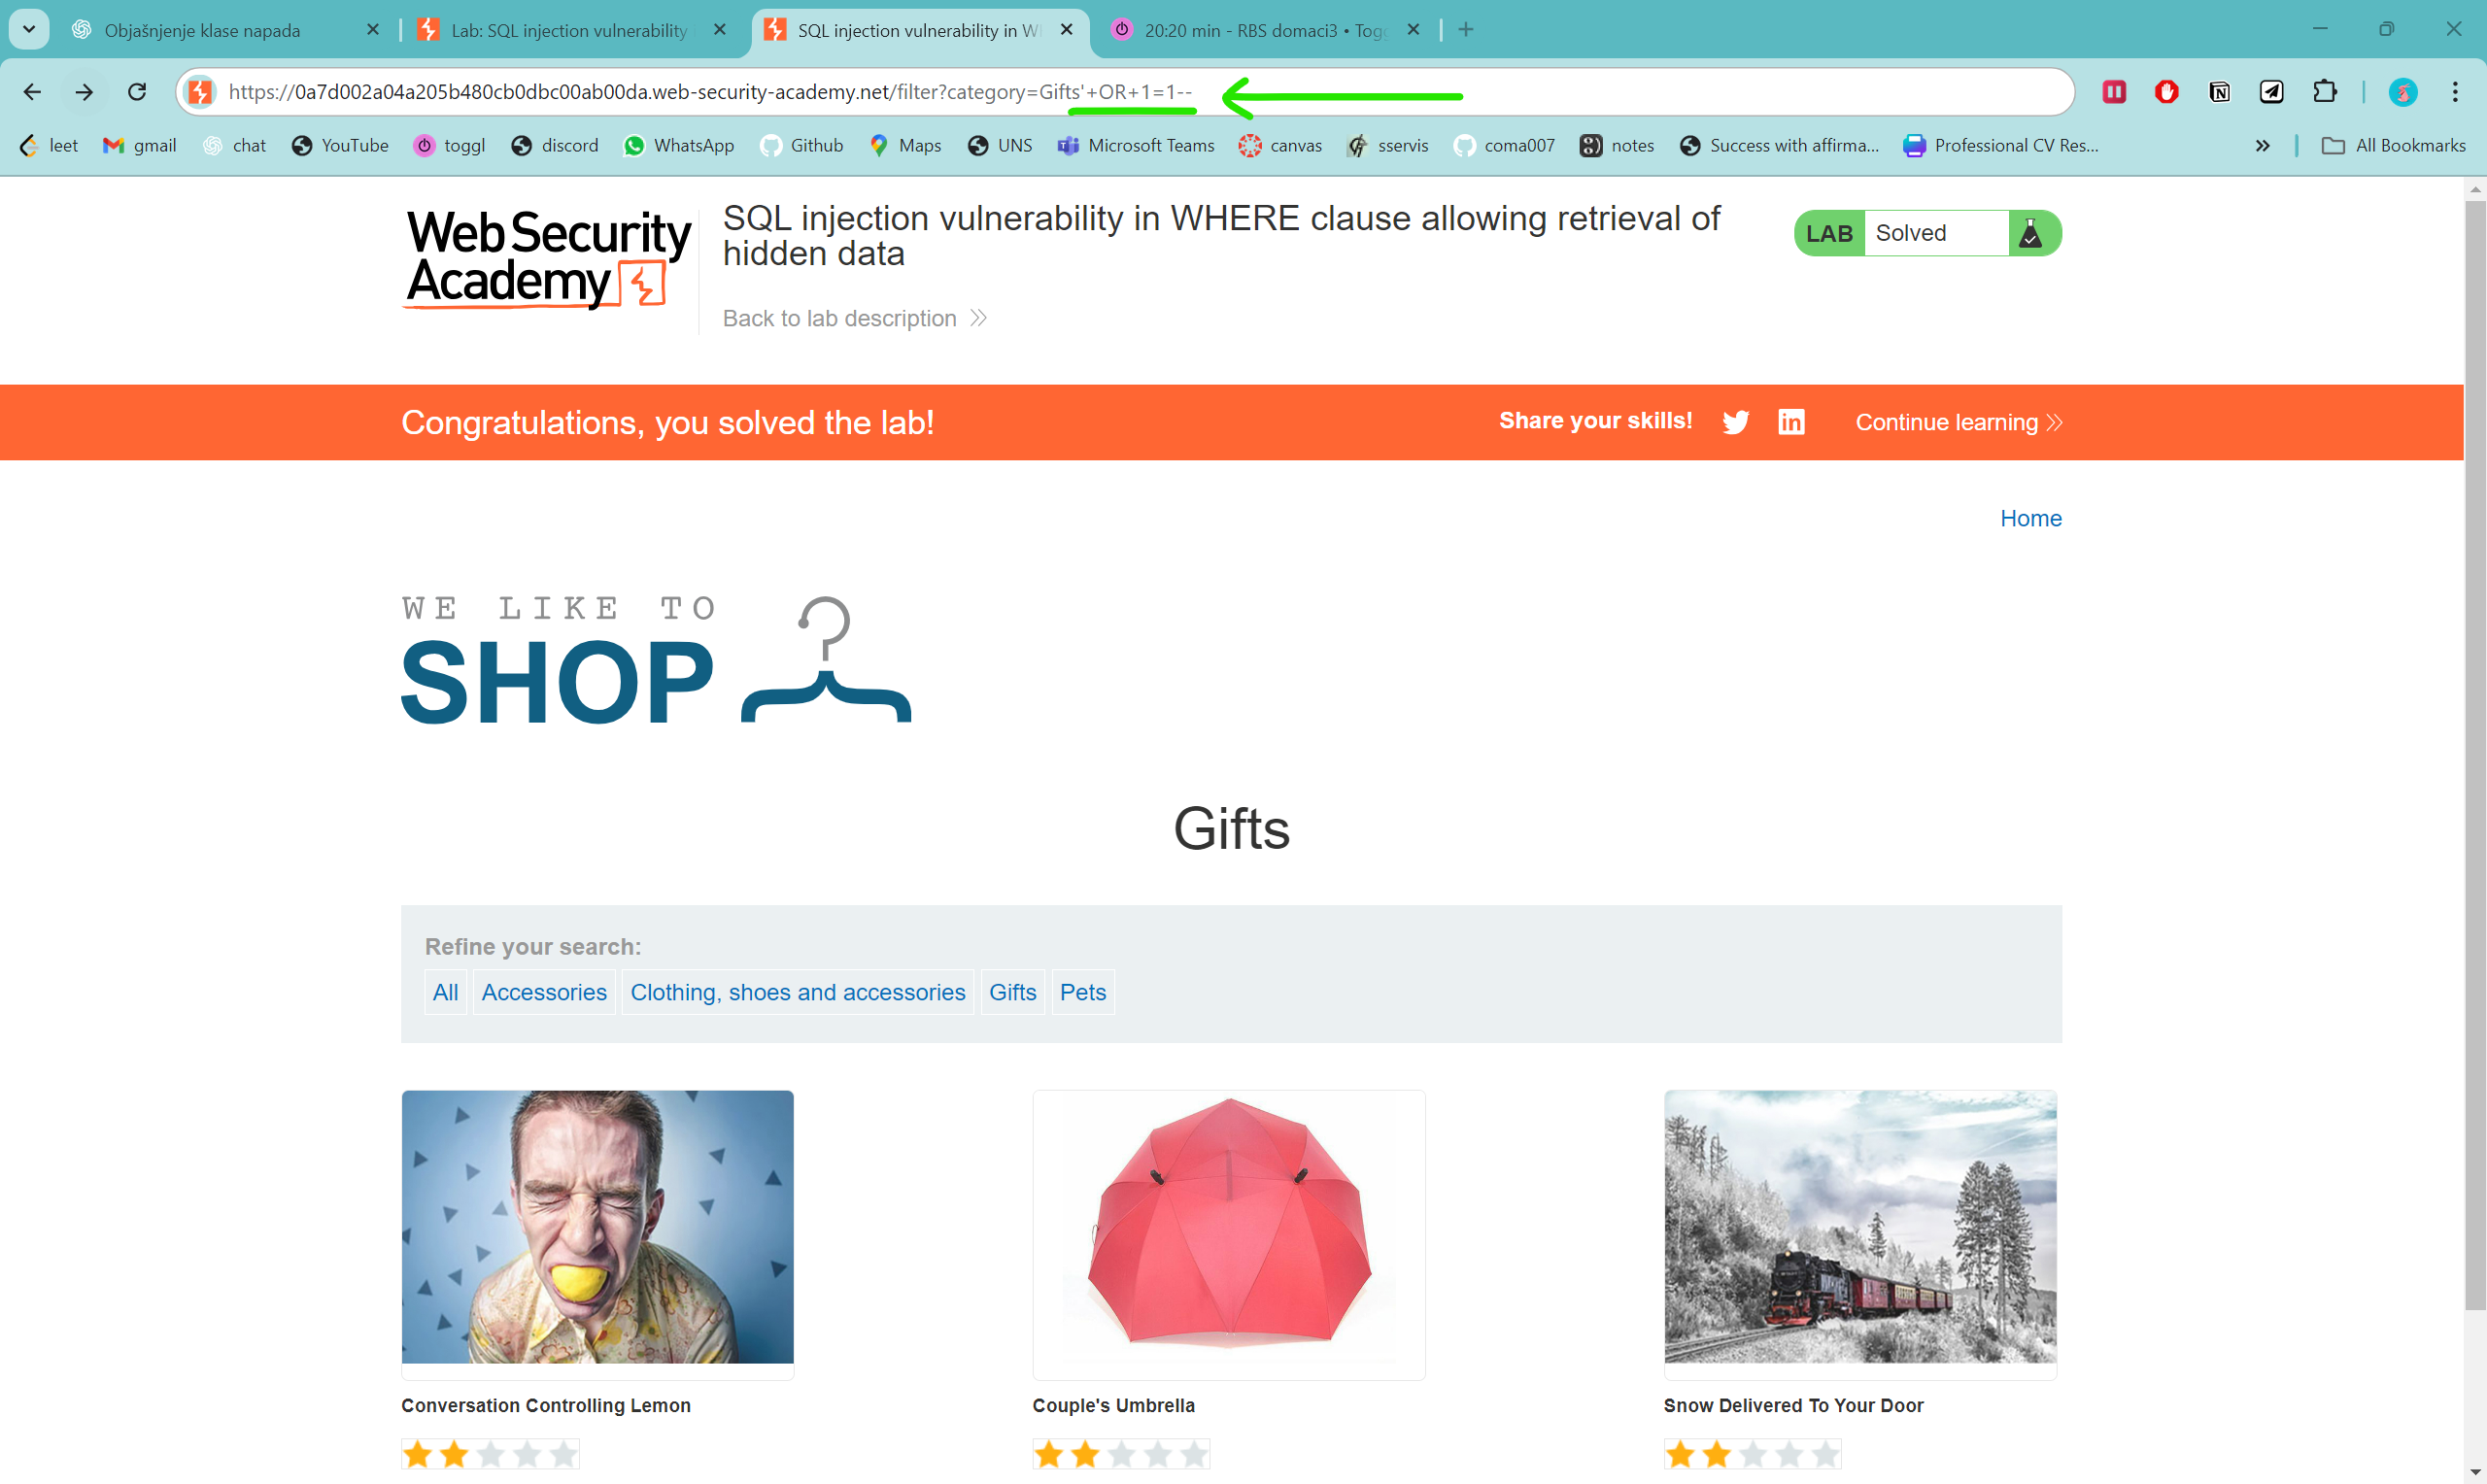 Objašnjenje klase napada
Lab: SQL injection vulnerability
SQL injection vulnerability in W
20:20 min - RBS domaci3 • Togg
https://0a7d002a04a205b480cb0dbc00ab00da.web-security-academy.net/filter?category=Gifts'+OR+1=1--
leet gmail chat YouTube toggl discord WhatsApp Github Maps UNS Microsoft Teams canvas sservis coma007 notes Success with affirma... Professional CV Res... » All Bookmarks
Web Security
Academy
SQL injection vulnerability in WHERE clause allowing retrieval of
hidden data
LAB Solved
Back to lab description
Congratulations, you solved the lab!
Share your skills!
Continue learning
Home
WE LIKE TO
SHOP
Gifts
Refine your search:
All Accessories Clothing, shoes and accessories Gifts Pets
Conversation Controlling Lemon
Couple's Umbrella
Snow Delivered To Your Door